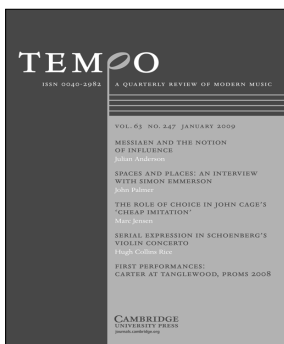 TEMPO
ISSN 0040-2982 A QUARTERLY REVIEW OF MODERN MUSIC
VOL. 63 NO. 247 JANUARY 2009
MESSIAEN AND THE NOTION
OF INFLUENCE
Julian Anderson
SPACES AND PLACES: AN INTERVIEW
WITH SIMON EMMERSON
John Palmer
THE ROLE OF CHOICE IN JOHN CAGE'S
'CHEAP IMITATION'
Marc Jensen
SERIAL EXPRESSION IN SCHOENBERG'S
VIOLIN CONCERTO
Hugh Collins Rice
FIRST PERFORMANCES:
CARTER AT TANGLEWOOD, PROMS 2008
CAMBRIDGE
UNIVERSITY PRESS
journals.cambridge.org